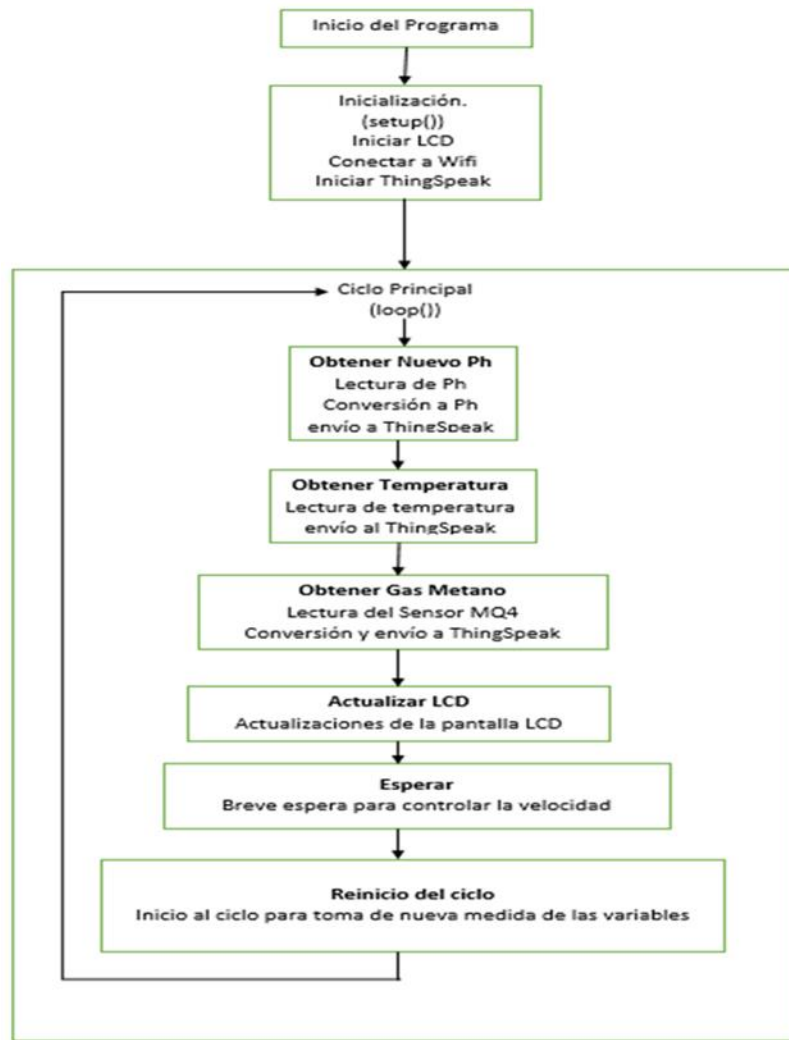 Inicio del Programa
Inicialización.
(setup())
Iniciar LCD
Conectar a Wifi
Iniciar ThingSpeak
Ciclo Principal
(loop())
Obtener Nuevo Ph
Lectura de Ph
Conversión a Ph
envío a ThingSpeak
Obtener Temperatura
Lectura de temperatura
envío al ThingSpeak
Obtener Gas Metano
Lectura del Sensor MQ4
Conversión y envío a ThingSpeak
Actualizar LCD
Actualizaciones de la pantalla LCD
Esperar
Breve espera para controlar la velocidad
Reinicio del ciclo
Inicio al ciclo para toma de nueva medida de las variables